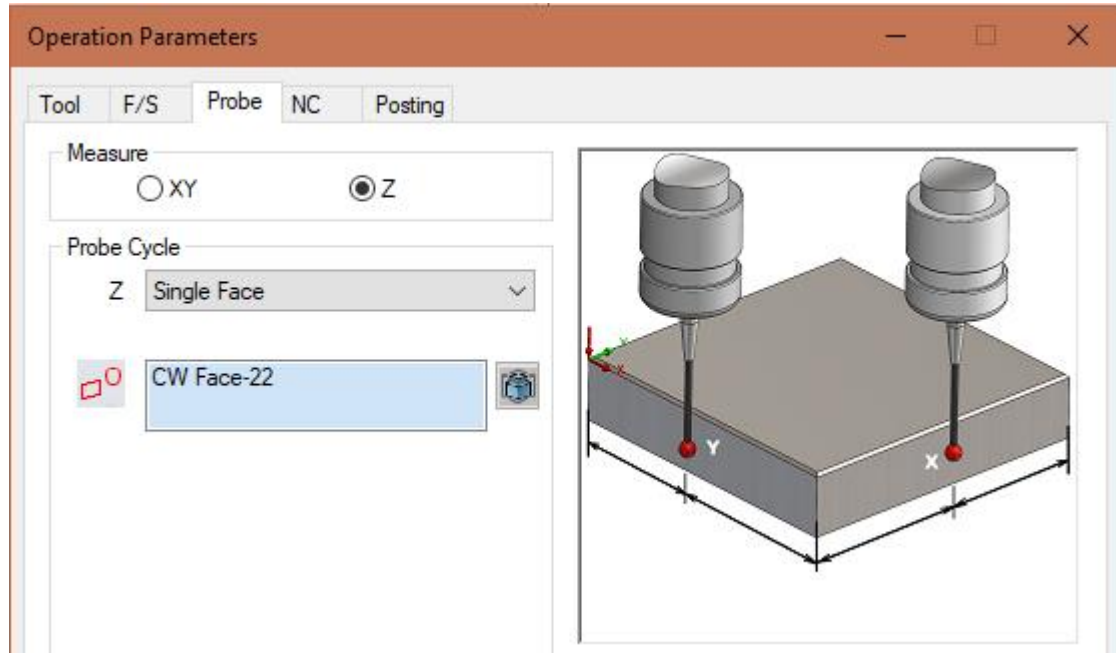 Operation Parameters
Tool F/S Probe NC Posting
Measure
XY Z
Probe Cycle
Z Single Face
CW Face-22
Y
X